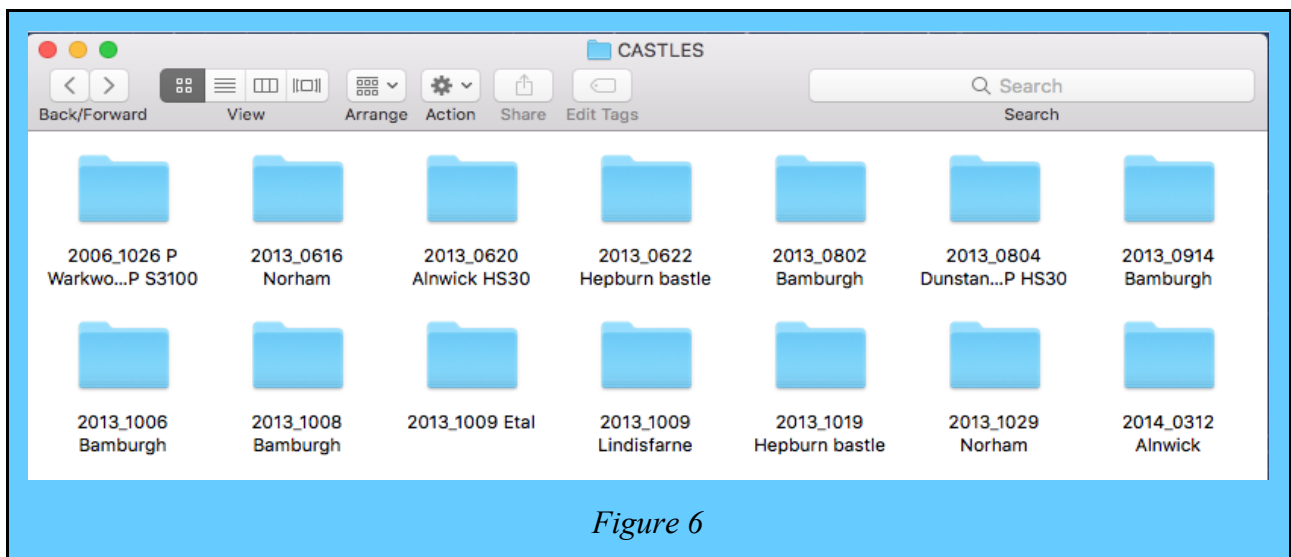 CASTLES
Search
Back/Forward View Arrange Action Share Edit Tags Search
2006_1026 P 2013_0616 2013_0620 2013_0622 2013_0802 2013_0804 2013_0914
Warkwo...P S3100 Norham Alnwick HS30 Hepburn bastle Bamburgh Dunstan...P HS30 Bamburgh
2013_1006 2013_1008 2013_1009 Etal 2013_1009 2013_1019 2013_1029 2014_0312
Bamburgh Bamburgh Lindisfarne Hepburn bastle Norham Alnwick
Figure 6